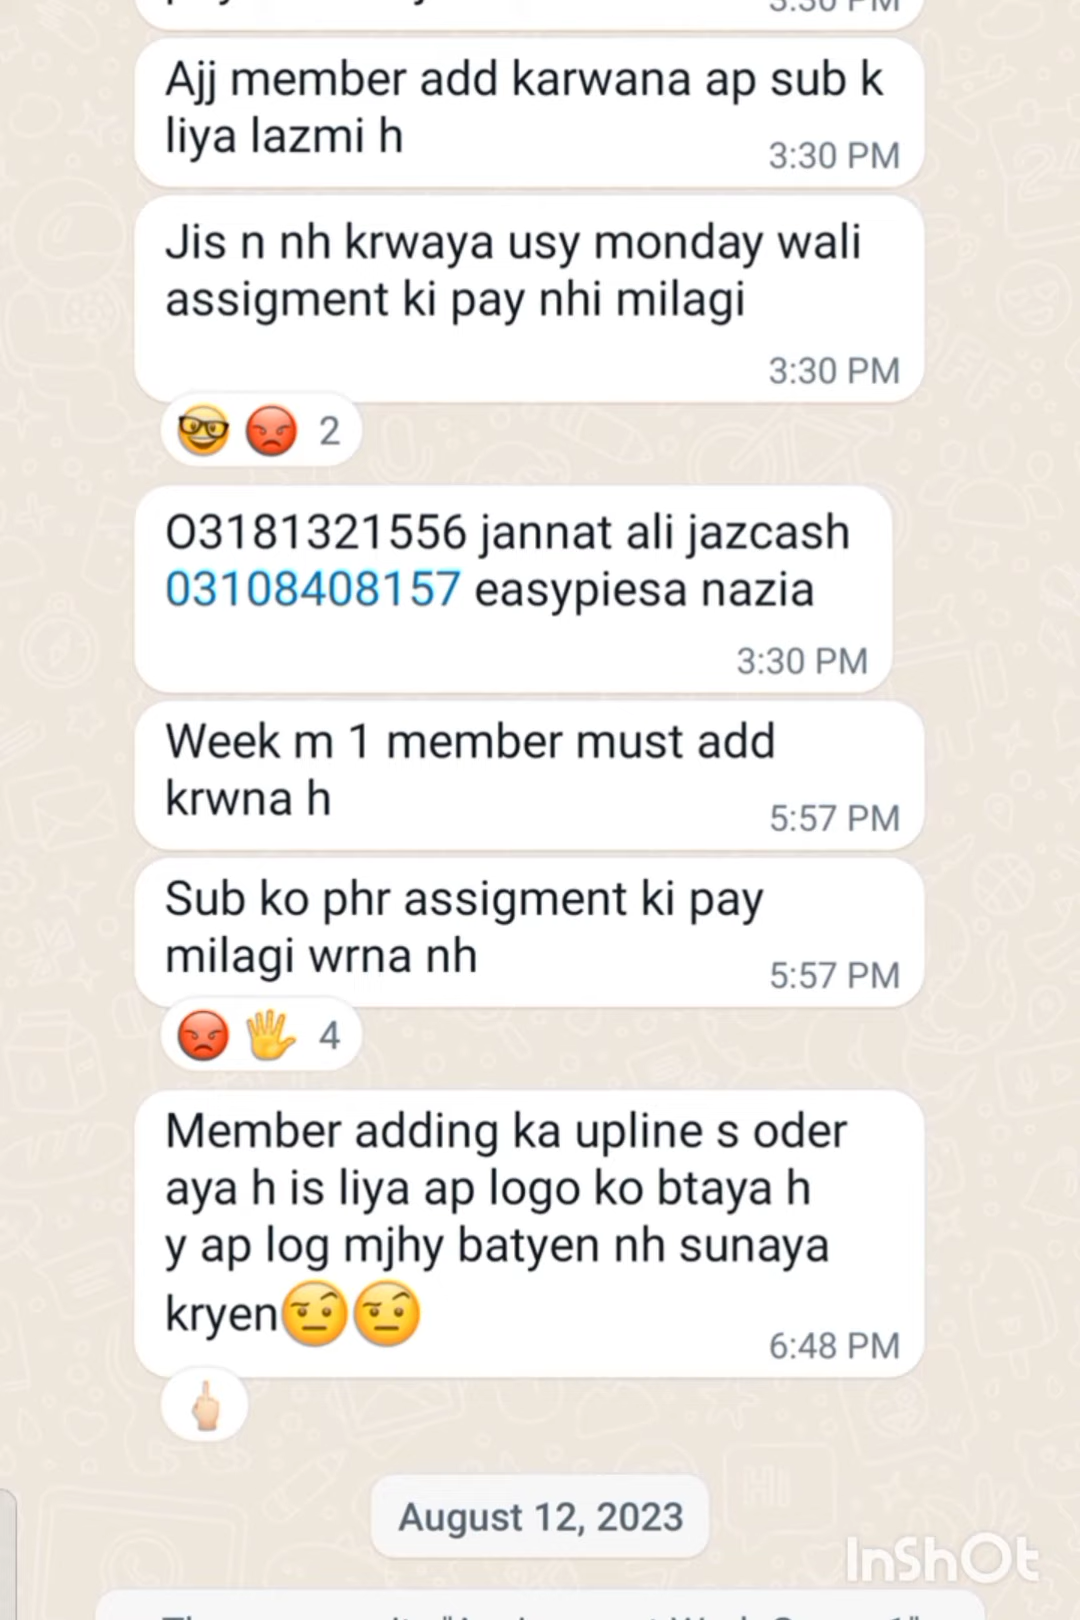 3:30 PM
Ajj member add karwana ap sub k
liya lazmi h
3:30 PM
Jis n nh krwaya usy monday wali
assigment ki pay nhi milagi
3:30 PM
2
03181321556 jannat ali jazcash
03108408157 easypiesa nazia
3:30 PM
Week m 1 member must add
krwna h
5:57 PM
Sub ko phr assigment ki pay
milagi wrna nh
5:57 PM
4
Member adding ka upline s oder
aya h is liya ap logo ko btaya h
y ap log mjhy batyen nh sunaya
kryen🤨🤨
6:48 PM
August 12, 2023
InShOt